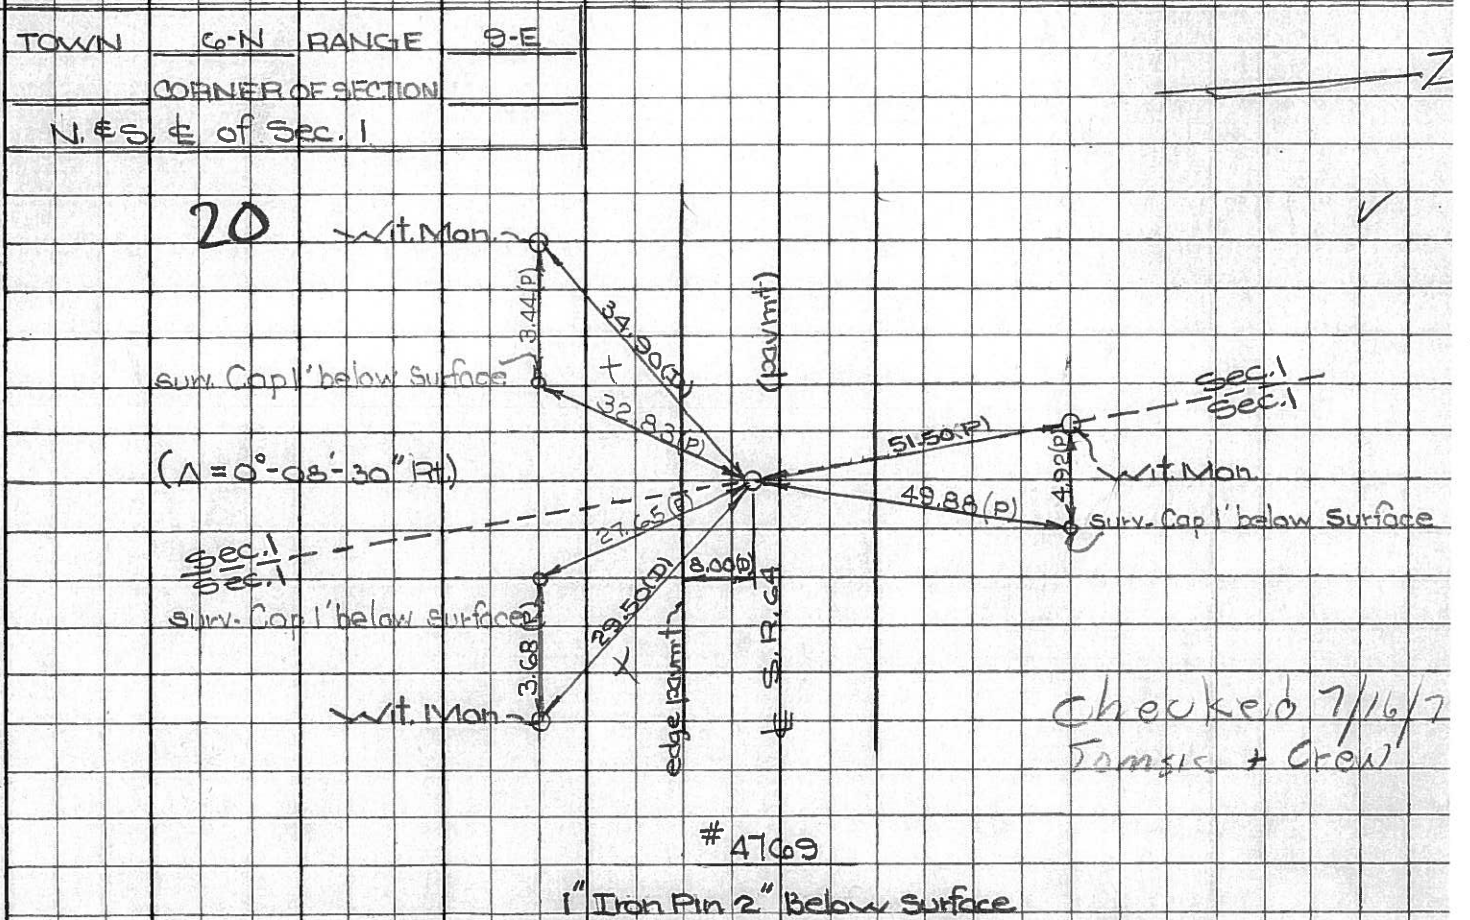 TOWN 6-N RANGE 9-E
CORNER OF SECTION
N. & S. ℄ of Sec. 1
Z
20
Wit. Mon.
3.44(P)
34.90(D)
(pavmnt)
surv. Cap 1' below Surface
32.83(P)
Sec. 1
Sec. 1
51.50(P)
(Δ = 0°-08'-30" Rt.)
4.92(P)
Wit. Mon.
49.88(P)
surv. Cap 1' below Surface
27.65(P)
Sec. 1
Sec. 1
8.00(D)
surv. Cap 1' below surface
29.50(D)
3.68(P)
edge pavmt.
℄ S.R. 64
Wit. Mon.
Checked 7/16/7
Tomsic + Crew
# 4769
1" Iron Pin 2" Below Surface